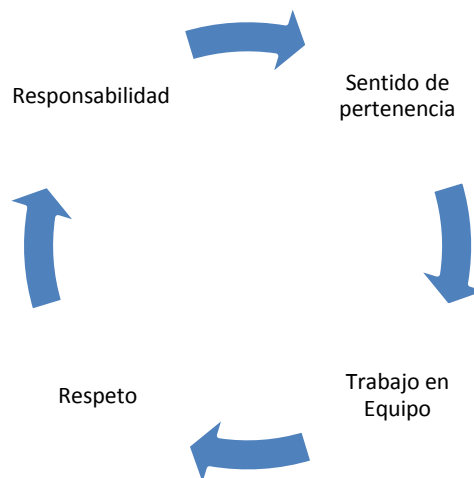 Responsabilidad
Sentido de
pertenencia
Respeto
Trabajo en
Equipo